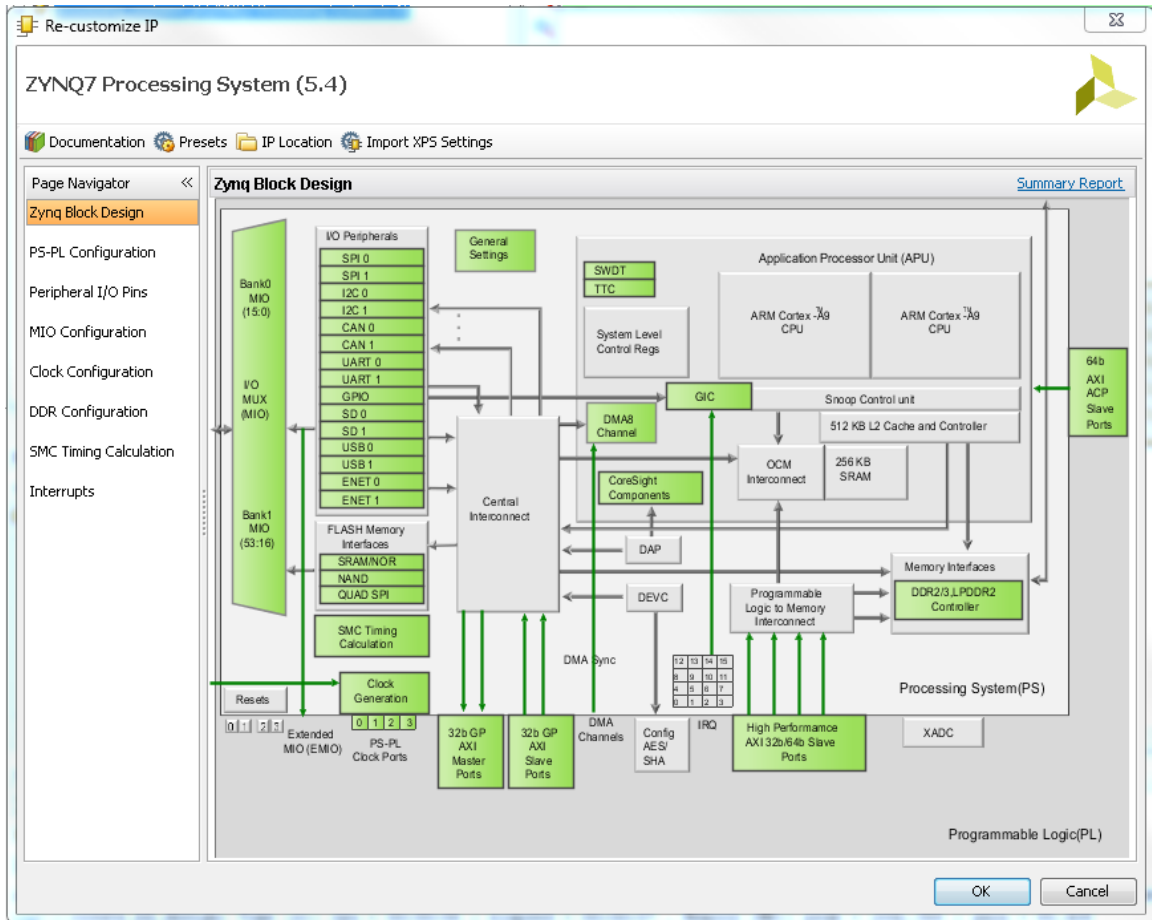 Re-customize IP
ZYNQ7 Processing System (5.4)
Documentation Presets IP Location Import XPS Settings
Page Navigator <<
Zynq Block Design
PS-PL Configuration
Peripheral I/O Pins
MIO Configuration
Clock Configuration
DDR Configuration
SMC Timing Calculation
Interrupts
Zynq Block Design
Summary Report
Bank0
MIO
(15:0)
I/O
MUX
(MIO)
Bank1
MIO
(53:16)
I/O Peripherals
SPI 0
SPI 1
I2C 0
I2C 1
CAN 0
CAN 1
UART 0
UART 1
GPIO
SD 0
SD 1
USB 0
USB 1
ENET 0
ENET 1
FLASH Memory
Interfaces
SRAM/NOR
NAND
QUAD SPI
SMC Timing
Calculation
General
Settings
Central
Interconnect
Application Processor Unit (APU)
SWDT
TTC
System Level
Control Regs
ARM Cortex -A9
TM
CPU
ARM Cortex -A9
TM
CPU
GIC
Snoop Control unit
512 KB L2 Cache and Controller
DMA8
Channel
CoreSight
Components
OCM
Interconnect
256 KB
SRAM
DAP
DEVC
Memory Interfaces
DDR2/3,LPDDR2
Controller
Programmable
Logic to Memory
Interconnect
64b
AXI
ACP
Slave
Ports
Resets
0 1 2 3
Clock
Generation
0 1 2 3
PS-PL
Clock Ports
Extended
MIO (EMIO)
32b GP
AXI
Master
Ports
32b GP
AXI
Slave
Ports
DMA Sync
DMA
Channels
Config
AES/
SHA
12 13 14 15
8 9 10 11
4 5 6 7
0 1 2 3
IRQ
High Performamce
AXI 32b/64b Slave
Ports
Processing System(PS)
XADC
Programmable Logic(PL)
OK
Cancel